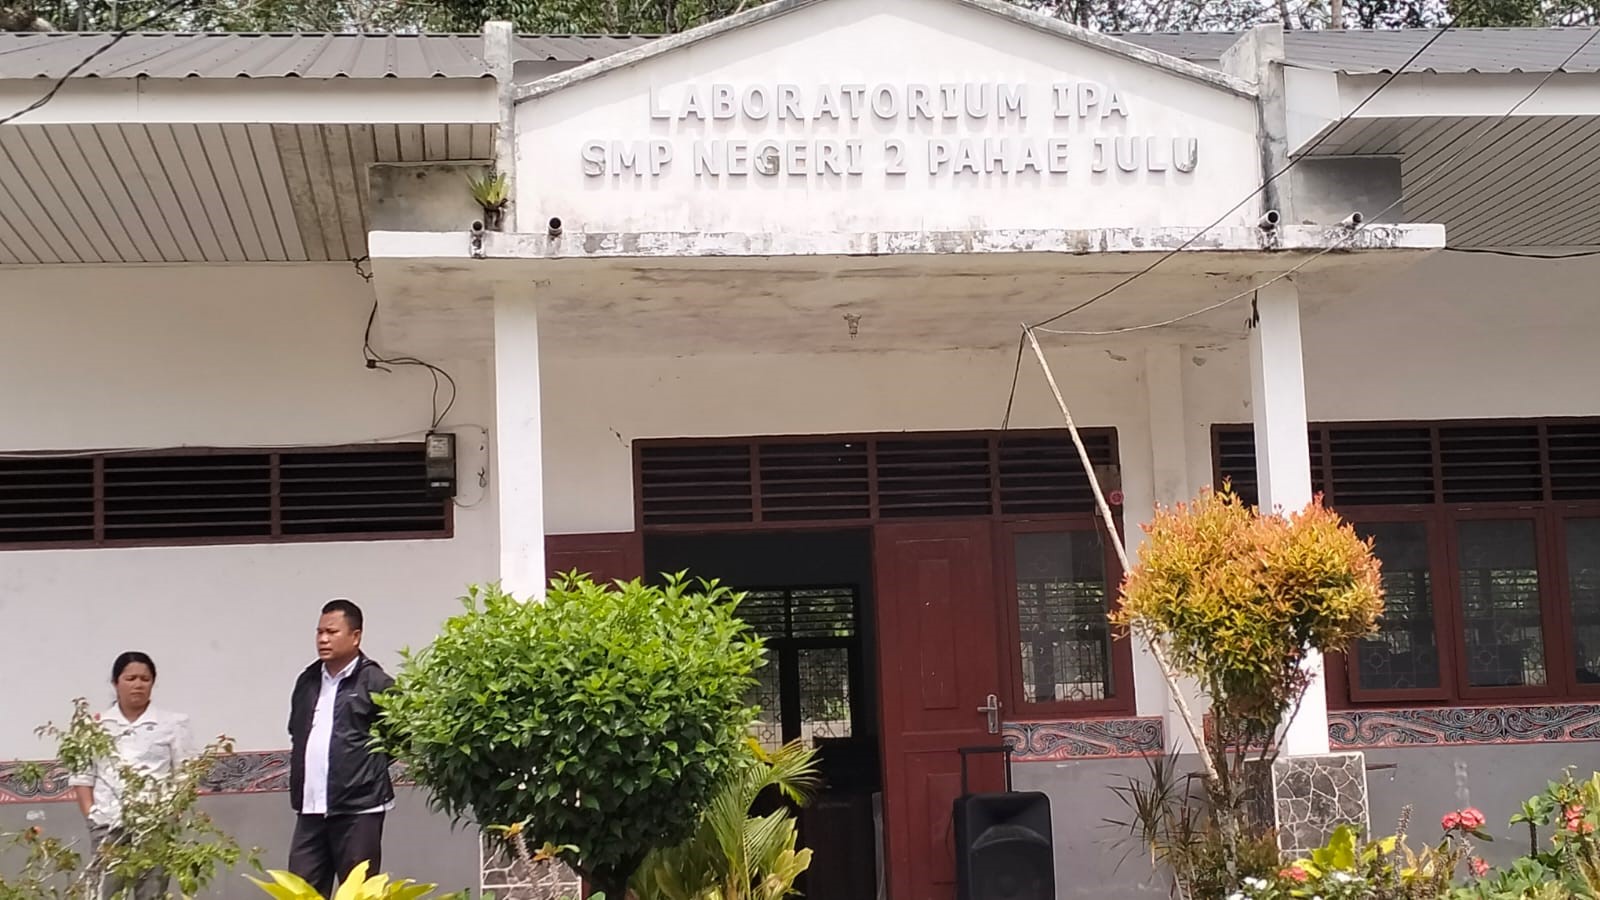 LABORATORIUM IPA
SMP NEGERI 2 PAHAE JULU